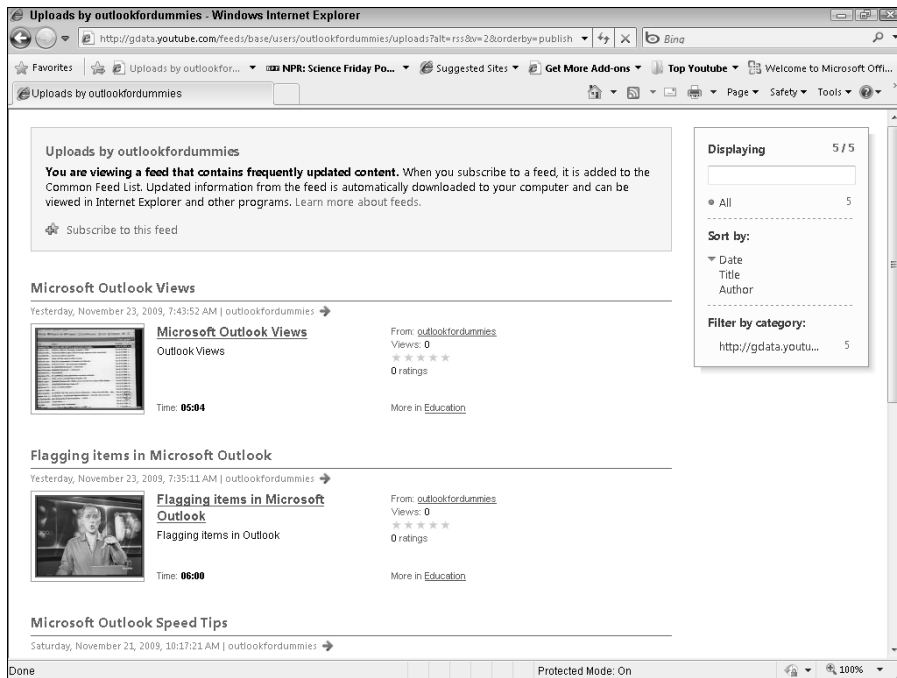 Uploads by outlookfordummies - Windows Internet Explorer
http://gdata.youtube.com/feeds/base/users/outlookfordummies/uploads?alt=rss&v=2&orderby=publish
Bing
Favorites
Uploads by outlookfor...
NPR: Science Friday Po...
Suggested Sites
Get More Add-ons
Top Youtube
Welcome to Microsoft Offi...
Uploads by outlookfordummies
Page
Safety
Tools
Uploads by outlookfordummies
You are viewing a feed that contains frequently updated content. When you subscribe to a feed, it is added to the
Common Feed List. Updated information from the feed is automatically downloaded to your computer and can be
viewed in Internet Explorer and other programs. Learn more about feeds.
Subscribe to this feed
Displaying 5 / 5
All 5
Sort by:
Date
Title
Author
Filter by category:
http://gdata.youtu... 5
Microsoft Outlook Views
Yesterday, November 23, 2009, 7:43:52 AM | outlookfordummies
Microsoft Outlook Views
Outlook Views
Time: 05:04
From: outlookfordummies
Views: 0
0 ratings
More in Education
Flagging items in Microsoft Outlook
Yesterday, November 23, 2009, 7:35:11 AM | outlookfordummies
Flagging items in Microsoft
Outlook
Flagging items in Outlook
Time: 06:00
From: outlookfordummies
Views: 0
0 ratings
More in Education
Microsoft Outlook Speed Tips
Saturday, November 21, 2009, 10:17:21 AM | outlookfordummies
Done
Protected Mode: On
100%